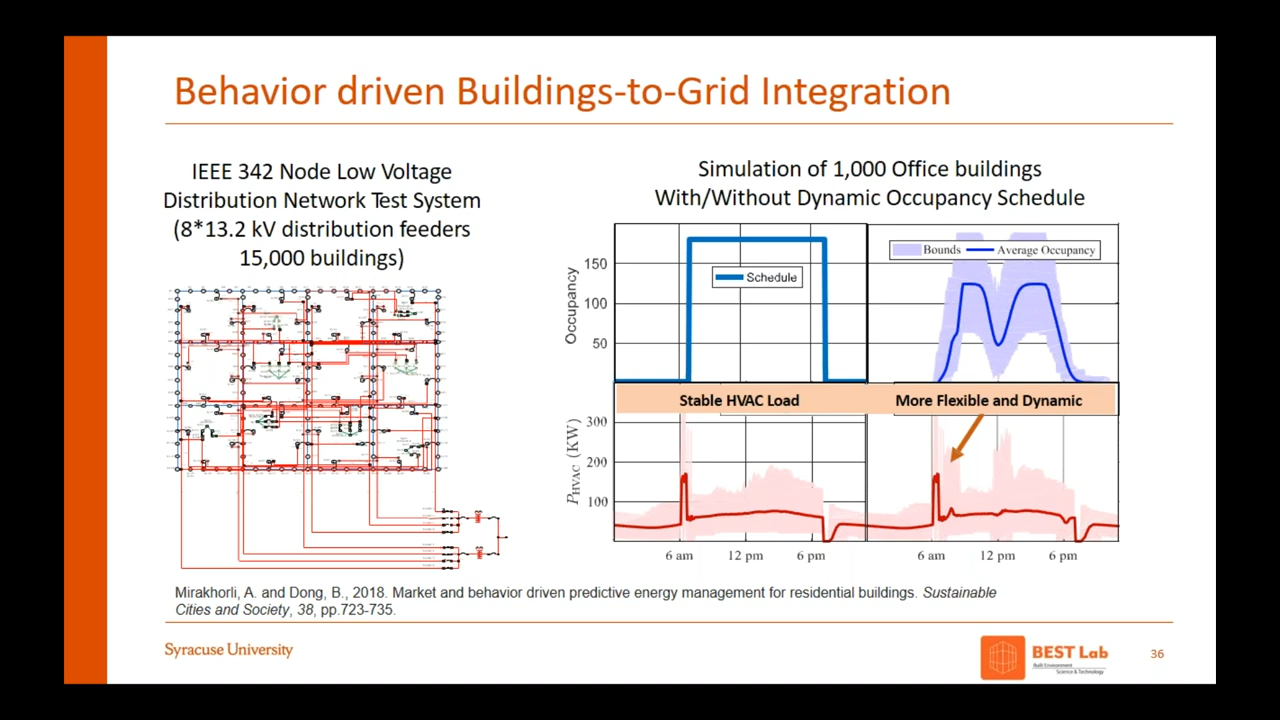 Behavior driven Buildings-to-Grid Integration
IEEE 342 Node Low Voltage
Distribution Network Test System
(8*13.2 kV distribution feeders
15,000 buildings)
Simulation of 1,000 Office buildings
With/Without Dynamic Occupancy Schedule
Occupancy
150
100
50
Schedule
Bounds
Average Occupancy
Stable HVAC Load
More Flexible and Dynamic
PHVAC (KW)
300
200
100
6 am
12 pm
6 pm
6 am
12 pm
6 pm
Mirakhorli, A. and Dong, B., 2018. Market and behavior driven predictive energy management for residential buildings. Sustainable
Cities and Society, 38, pp.723-735.
Syracuse University
BEST Lab
Built Environment
Science & Technology
36